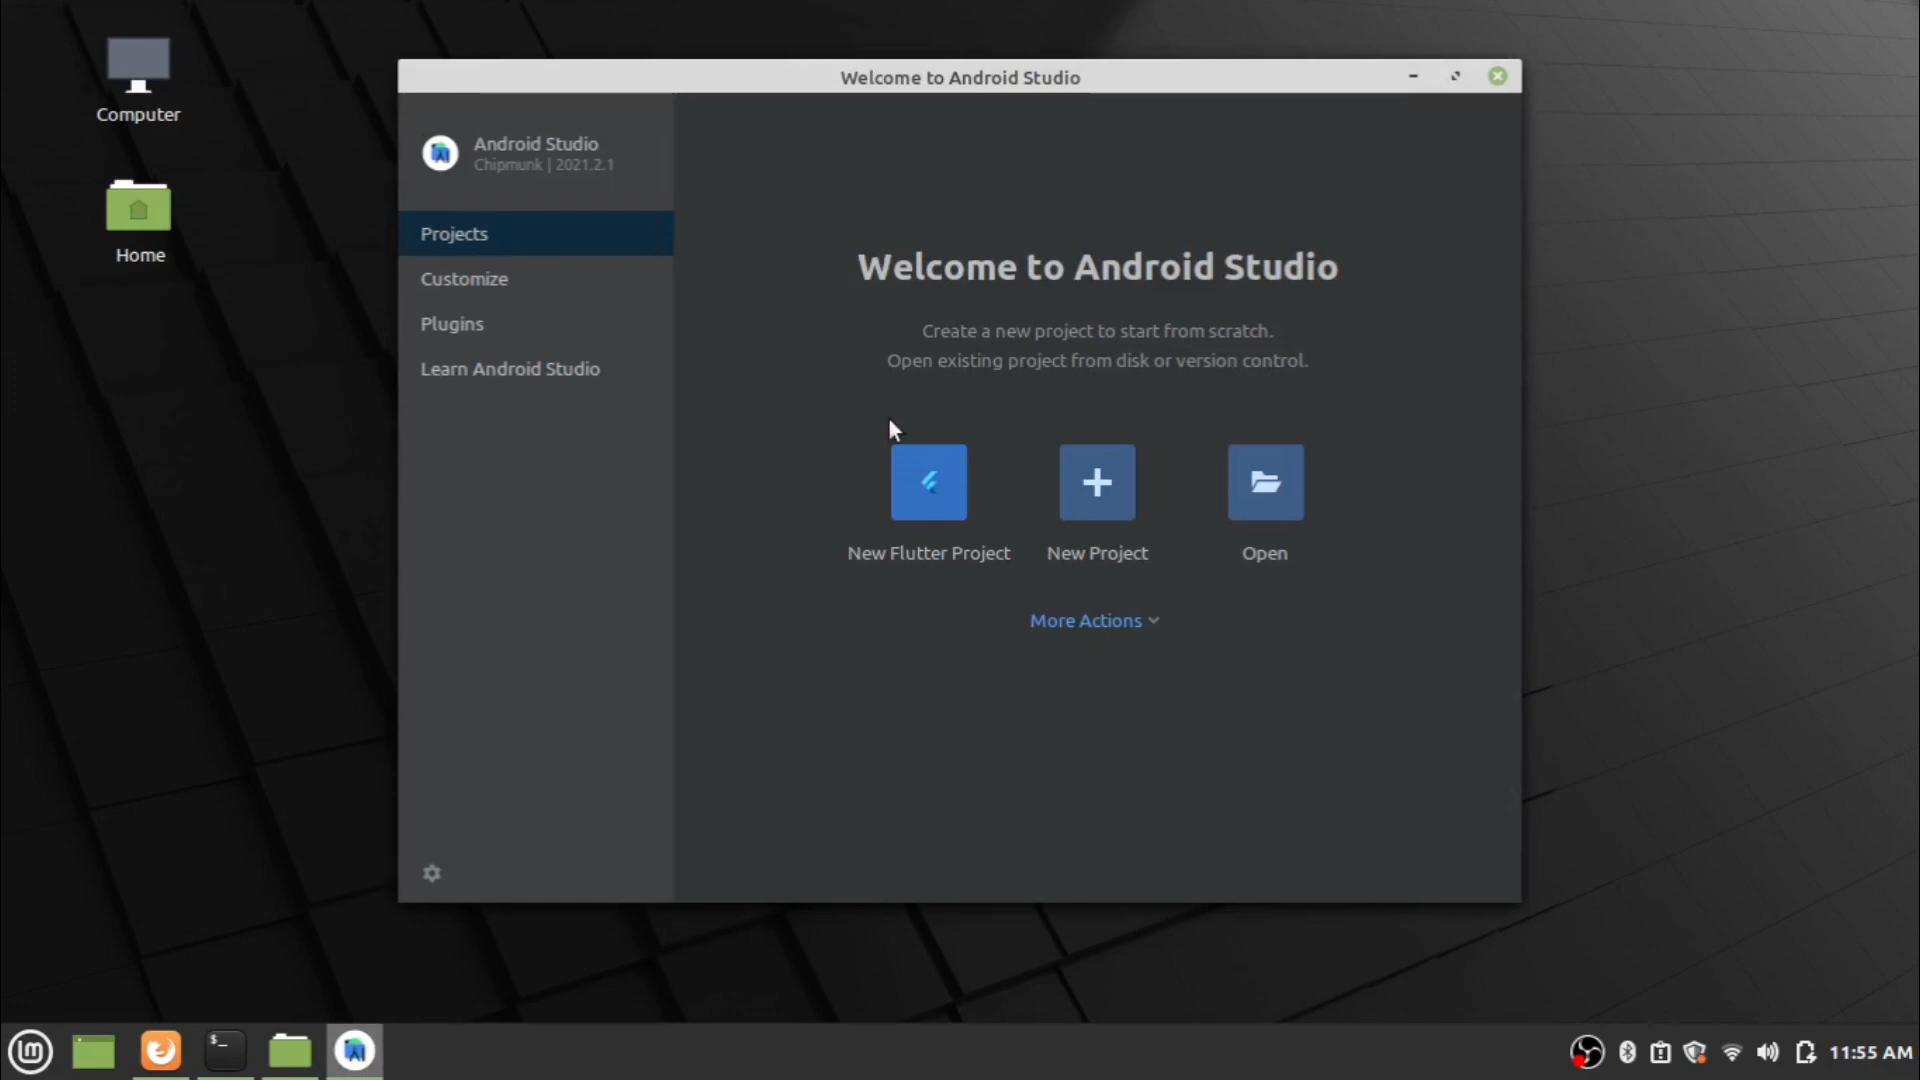 Computer
Home
Welcome to Android Studio
Android Studio
Chipmunk | 2021.2.1
Projects
Customize
Plugins
Learn Android Studio
Welcome to Android Studio
Create a new project to start from scratch.
Open existing project from disk or version control.
New Flutter Project
New Project
Open
More Actions
lm
$_
11:55 AM